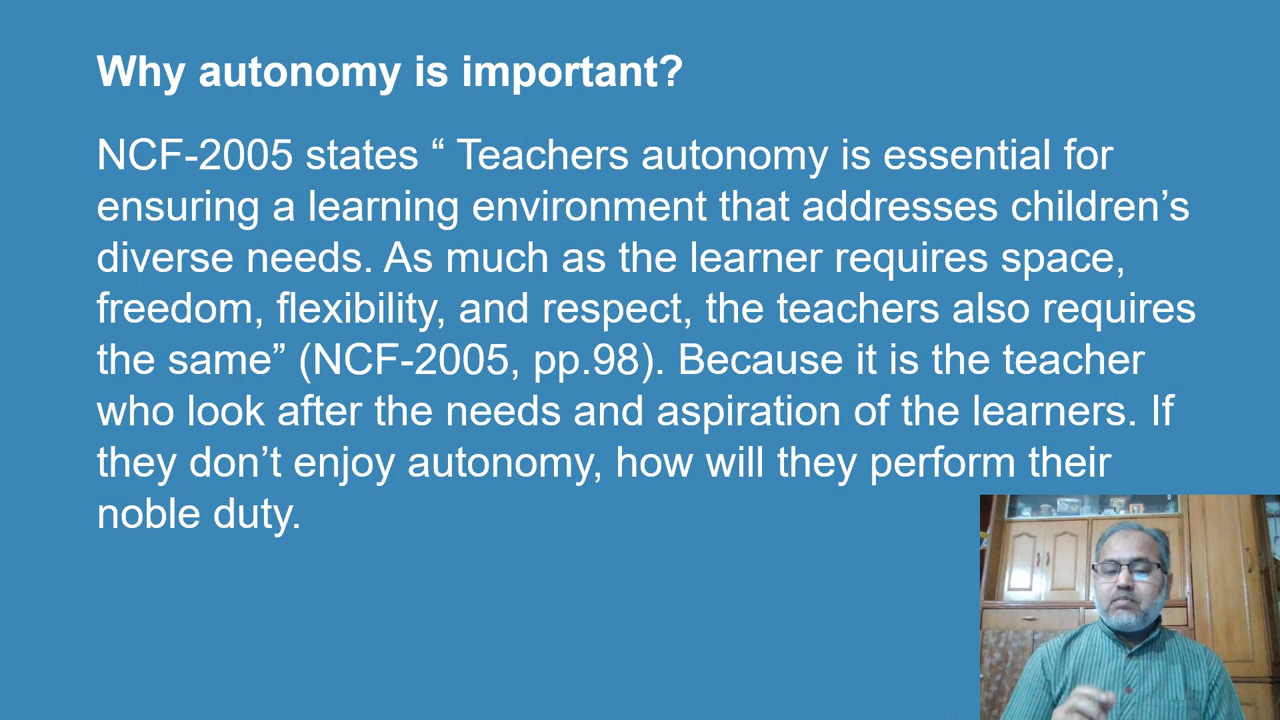 Why autonomy is important?
NCF-2005 states “ Teachers autonomy is essential for
ensuring a learning environment that addresses children’s
diverse needs. As much as the learner requires space,
freedom, flexibility, and respect, the teachers also requires
the same” (NCF-2005, pp.98). Because it is the teacher
who look after the needs and aspiration of the learners. If
they don’t enjoy autonomy, how will they perform their
noble duty.